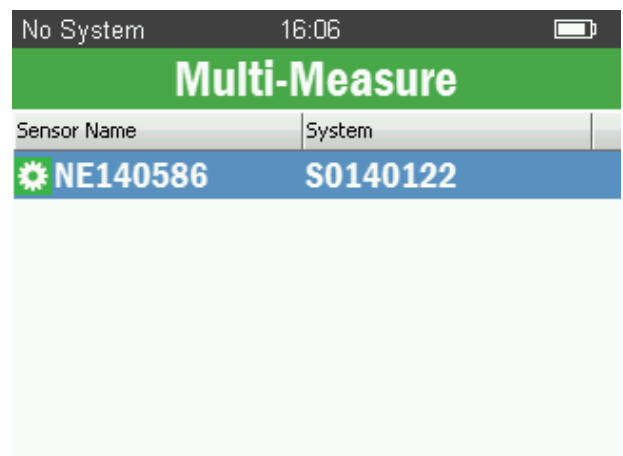 No System 16:06
Multi-Measure
Sensor Name System
NE140586 S0140122